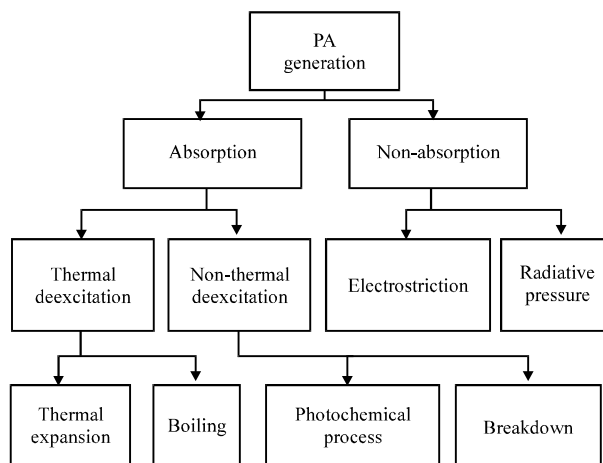 PA
generation
Absorption
Non-absorption
Thermal
deexcitation
Non-thermal
deexcitation
Electrostriction
Radiative
pressure
Thermal
expansion
Boiling
Photochemical
process
Breakdown